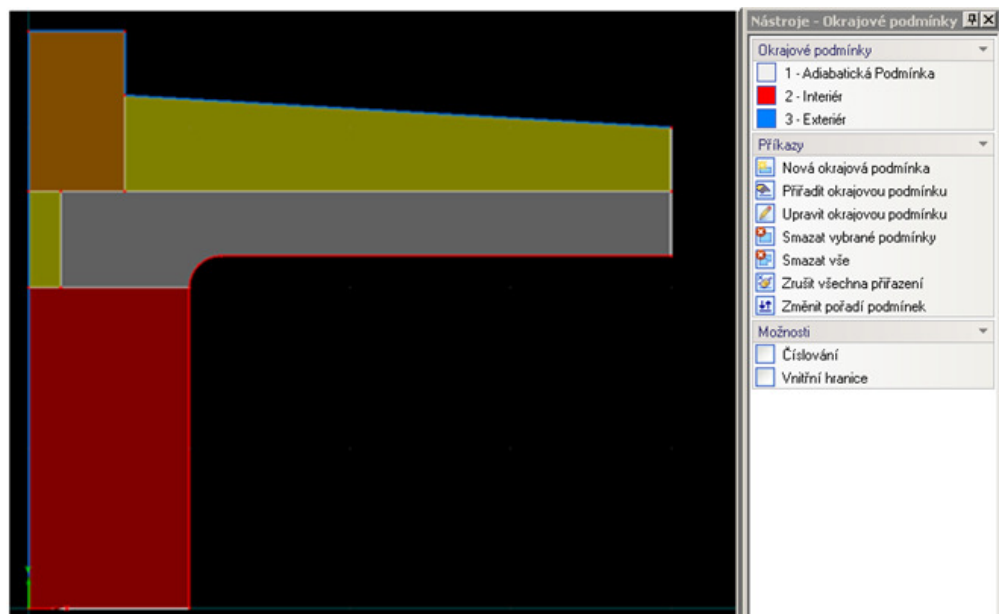 Nástroje - Okrajové podmínky
Okrajové podmínky
1 - Adiabatická Podmínka
2 - Interiér
3 - Exteriér
Příkazy
Nová okrajová podmínka
Přiřadit okrajovou podmínku
Upravit okrajovou podmínku
Smazat vybrané podmínky
Smazat vše
Zrušit všechna přiřazení
Změnit pořadí podmínek
Možnosti
Číslování
Vnitřní hranice